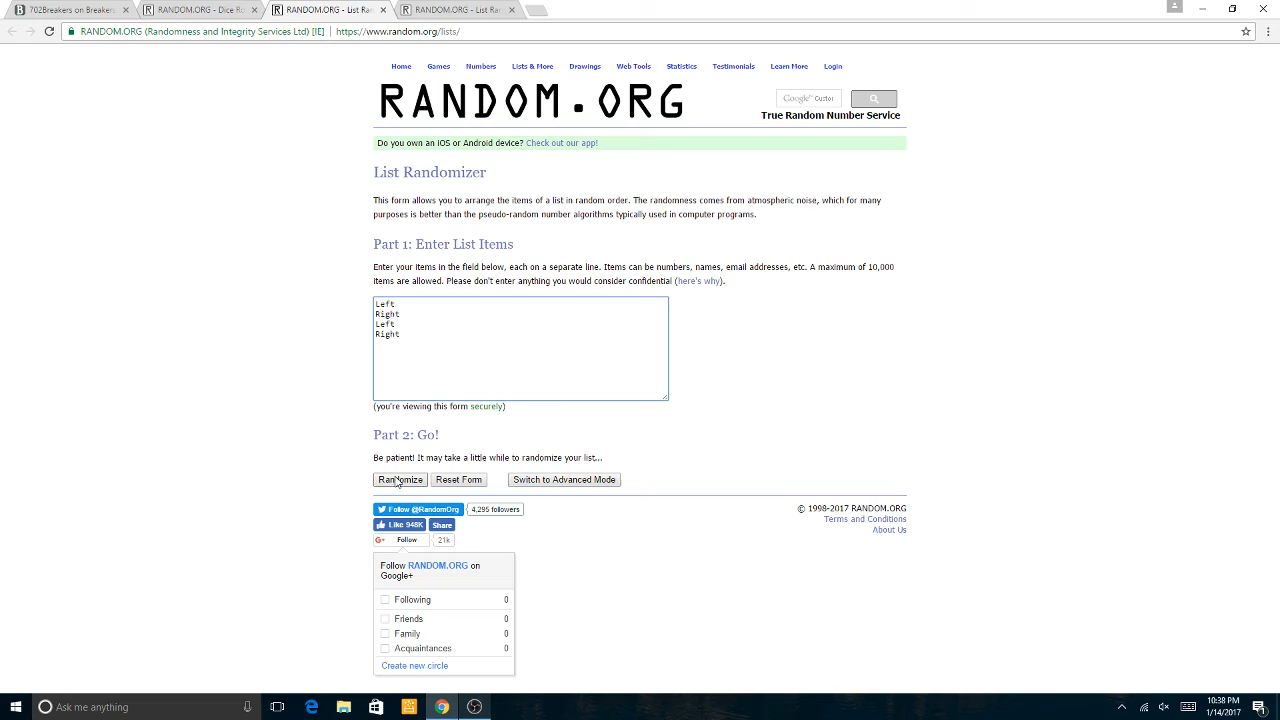 702Breakers on Breakers
RANDOM.ORG - Dice Ro
RANDOM.ORG - List Ran
RANDOM.ORG - List Ran
RANDOM.ORG (Randomness and Integrity Services Ltd) [IE]
https://www.random.org/lists/
Home Games Numbers Lists & More Drawings Web Tools Statistics Testimonials Learn More Login
RANDOM.ORG
Google™ Custor
True Random Number Service
Do you own an iOS or Android device? Check out our app!
List Randomizer
This form allows you to arrange the items of a list in random order. The randomness comes from atmospheric noise, which for many
purposes is better than the pseudo-random number algorithms typically used in computer programs.
Part 1: Enter List Items
Enter your items in the field below, each on a separate line. Items can be numbers, names, email addresses, etc. A maximum of 10,000
items are allowed. Please don't enter anything you would consider confidential (here's why).
Left
Right
Left
Right
(you're viewing this form securely)
Part 2: Go!
Be patient! It may take a little while to randomize your list...
Randomize Reset Form Switch to Advanced Mode
Follow @RandomOrg 4,295 followers
Like 948K Share
G+ Follow 21k
© 1998-2017 RANDOM.ORG
Terms and Conditions
About Us
Follow RANDOM.ORG on
Google+
Following 0
Friends 0
Family 0
Acquaintances 0
Create new circle
Ask me anything
10:38 PM
1/14/2017